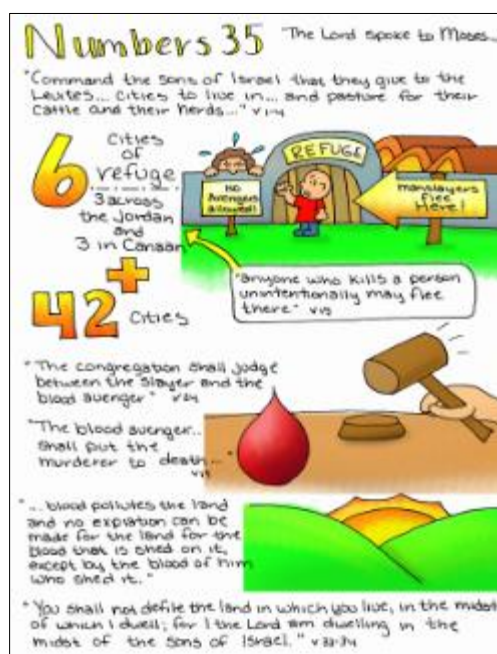 Numbers 35
"The Lord spoke to Moses...
"Command the sons of Israel that they give to the
Levites... cities to live in... and pasture for their
cattle and their herds..." v 1-4
6
Cities
of
refuge
3 across
the Jordan
and
3 in Canaan
REFUGE
NO
Avengers
allowed!
manslayers
flee
Here!
"anyone who kills a person
unintentionally may flee
there" v15
+
42 Cities
"The congregation shall judge
between the slayer and the
blood avenger" v24
"The blood avenger...
shall put the
murderer to death..."
"... blood pollutes the land
and no expiation can be
made for the land for the
blood that is shed on it,
except by the blood of him
who shed it."
"You shall not defile the land in which you live, in the midst
of which I dwell; for I the Lord am dwelling in the
midst of the sons of Israel." v 33-34